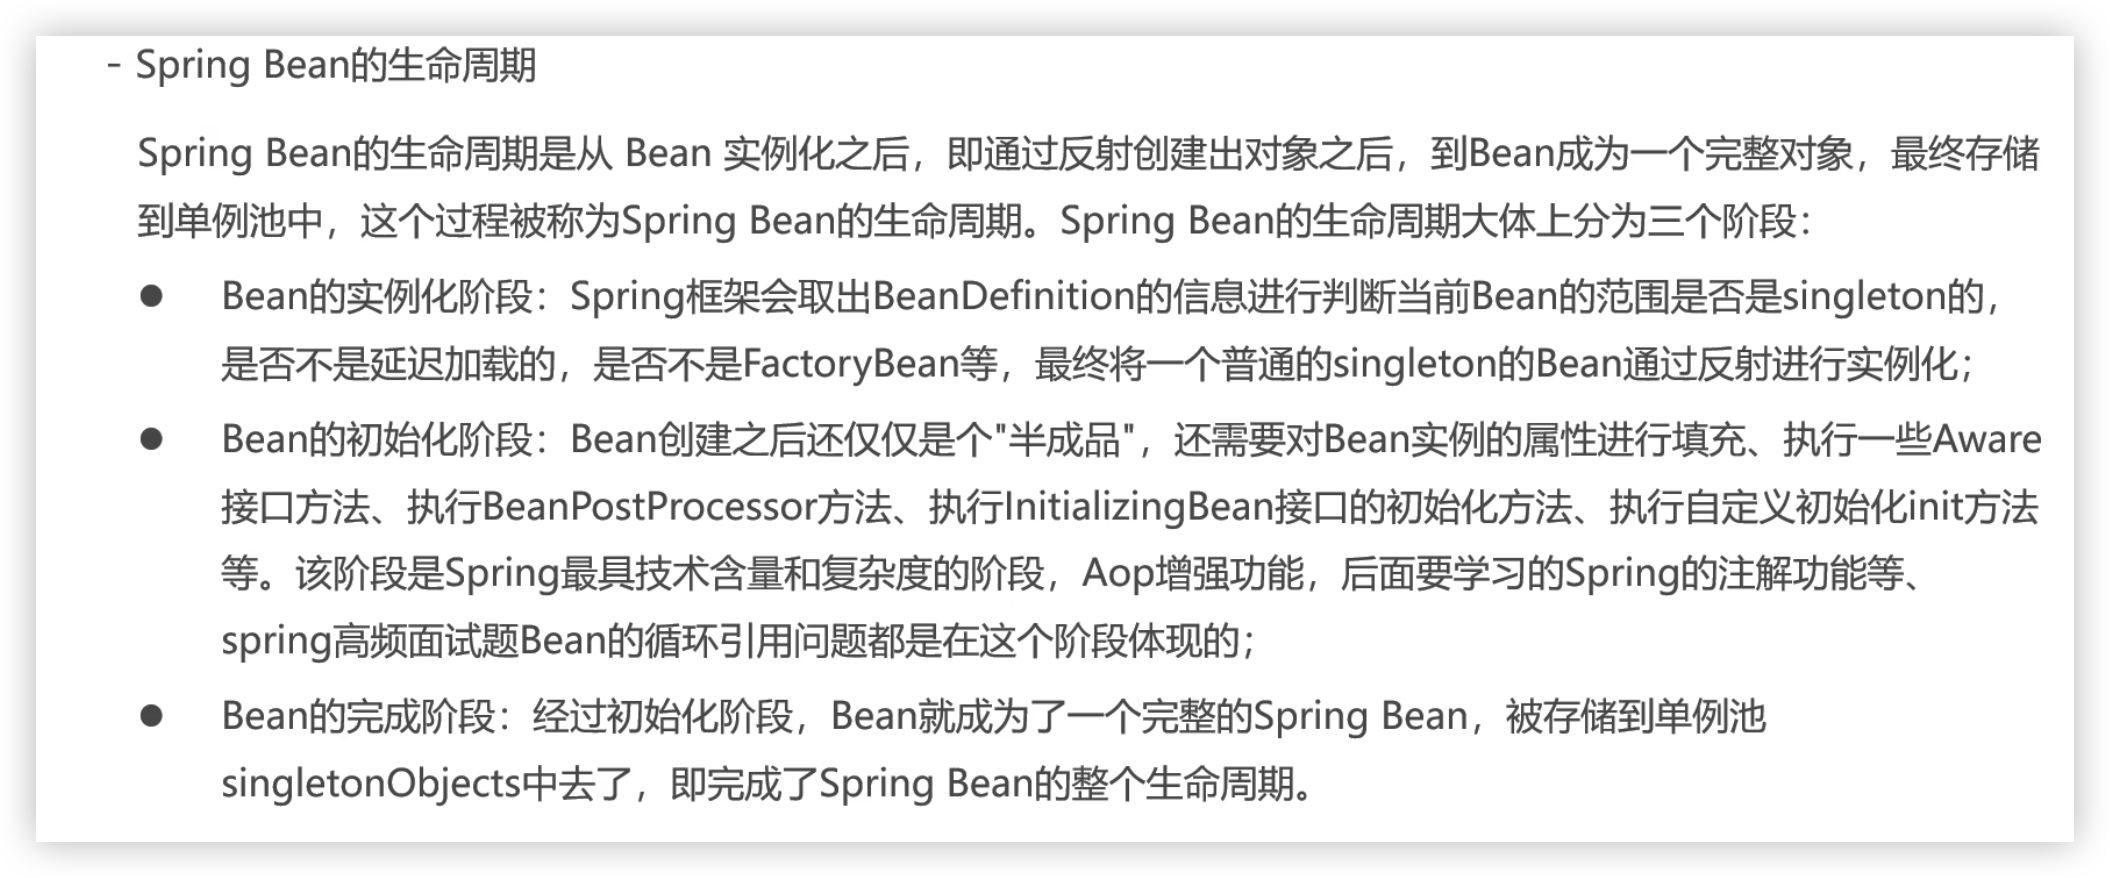 - Spring Bean的生命周期
Spring Bean的生命周期是从 Bean 实例化之后，即通过反射创建出对象之后，到Bean成为一个完整对象，最终存储
到单例池中，这个过程被称为Spring Bean的生命周期。Spring Bean的生命周期大体上分为三个阶段：
● Bean的实例化阶段：Spring框架会取出BeanDefinition的信息进行判断当前Bean的范围是否是singleton的，
是否不是延迟加载的，是否不是FactoryBean等，最终将一个普通的singleton的Bean通过反射进行实例化；
● Bean的初始化阶段：Bean创建之后还仅仅是个"半成品"，还需要对Bean实例的属性进行填充、执行一些Aware
接口方法、执行BeanPostProcessor方法、执行InitializingBean接口的初始化方法、执行自定义初始化init方法
等。该阶段是Spring最具技术含量和复杂度的阶段，Aop增强功能，后面要学习的Spring的注解功能等、
spring高频面试题Bean的循环引用问题都是在这个阶段体现的；
● Bean的完成阶段：经过初始化阶段，Bean就成为了一个完整的Spring Bean，被存储到单例池
singletonObjects中去了，即完成了Spring Bean的整个生命周期。